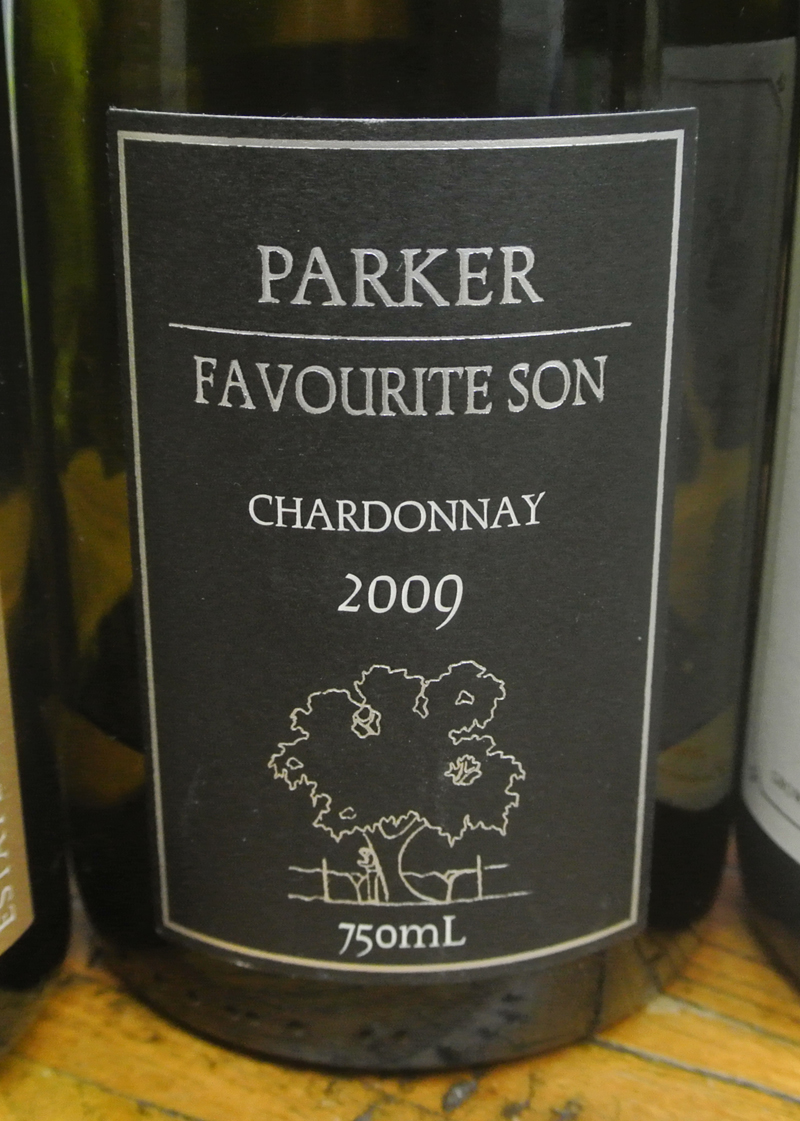 PARKER
FAVOURITE SON
CHARDONNAY
2009
750mL